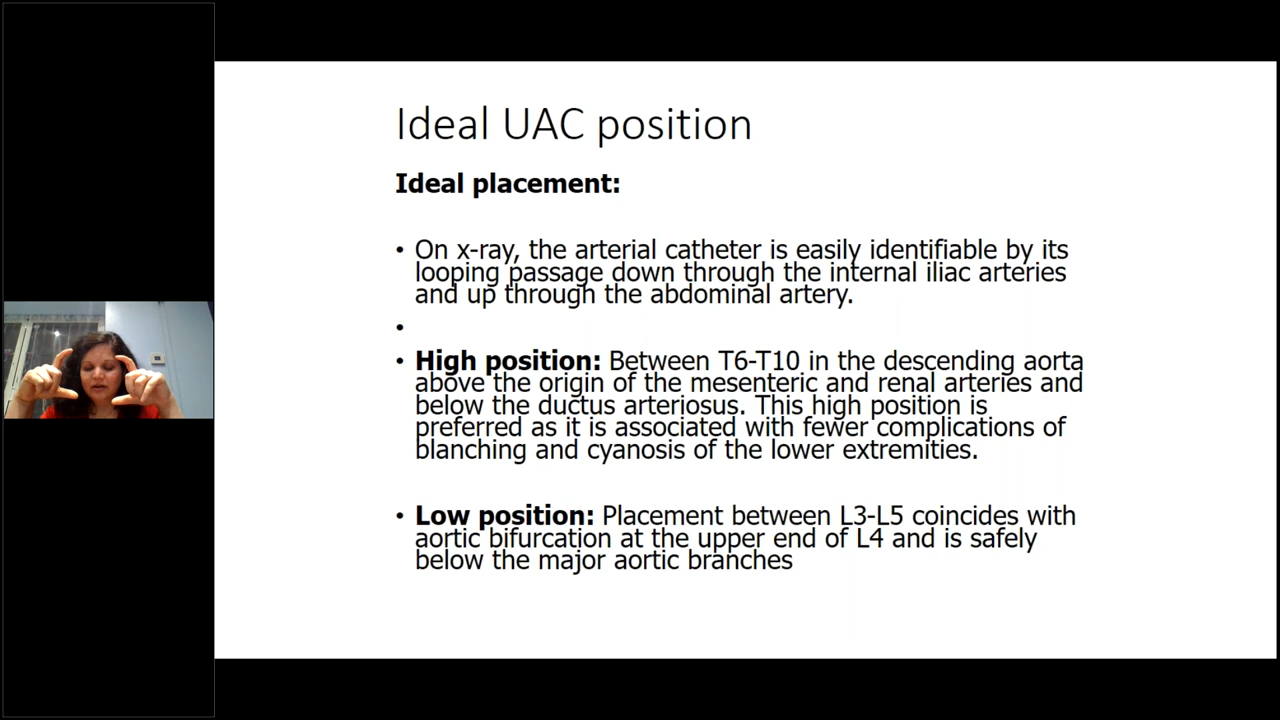 Ideal UAC position
Ideal placement:
• On x-ray, the arterial catheter is easily identifiable by its
looping passage down through the internal iliac arteries
and up through the abdominal artery.
•
• High position: Between T6-T10 in the descending aorta
above the origin of the mesenteric and renal arteries and
below the ductus arteriosus. This high position is
preferred as it is associated with fewer complications of
blanching and cyanosis of the lower extremities.
• Low position: Placement between L3-L5 coincides with
aortic bifurcation at the upper end of L4 and is safely
below the major aortic branches